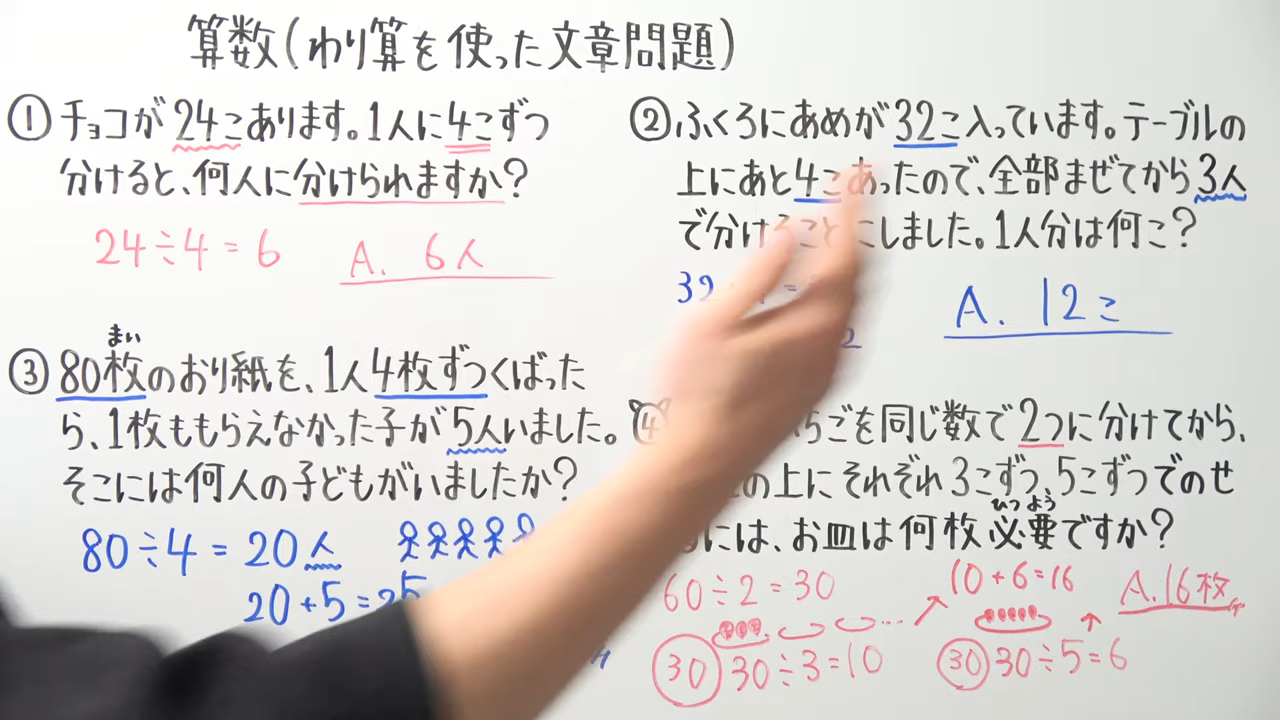 算数(わり算を使った文章問題)
① チョコが24こあります。1人に4こずつ
分けると、何人に分けられますか?
24÷4=6
A. 6人
② ふくろにあめが32こ入っています。テーブルの
上にあと4こあったので、全部まぜてから3人
で分けることにしました。1人分は何こ?
A. 12こ
③ 80枚のおり紙を、1人4枚ずつくばった
まい
ら、1枚ももらえなかった子が5人いました。
そこには何人の子どもがいましたか?
80÷4=20人
20+5=25
④ ちごを同じ数で2つに分けてから、
の上にそれぞれ3こずつ、5こずつでのせ
には、お皿は何枚必要ですか?
ひつよう
60÷2=30
10+6=16
A.16枚
30 30÷3=10
30 30÷5=6